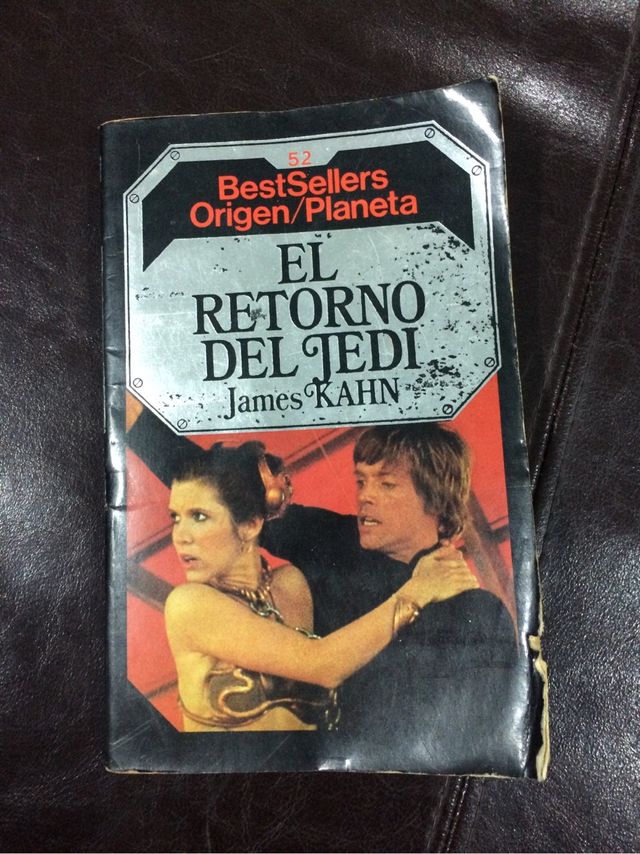 52
BestSellers
Origen/Planeta
EL
RETORNO
DEL JEDI
James KAHN